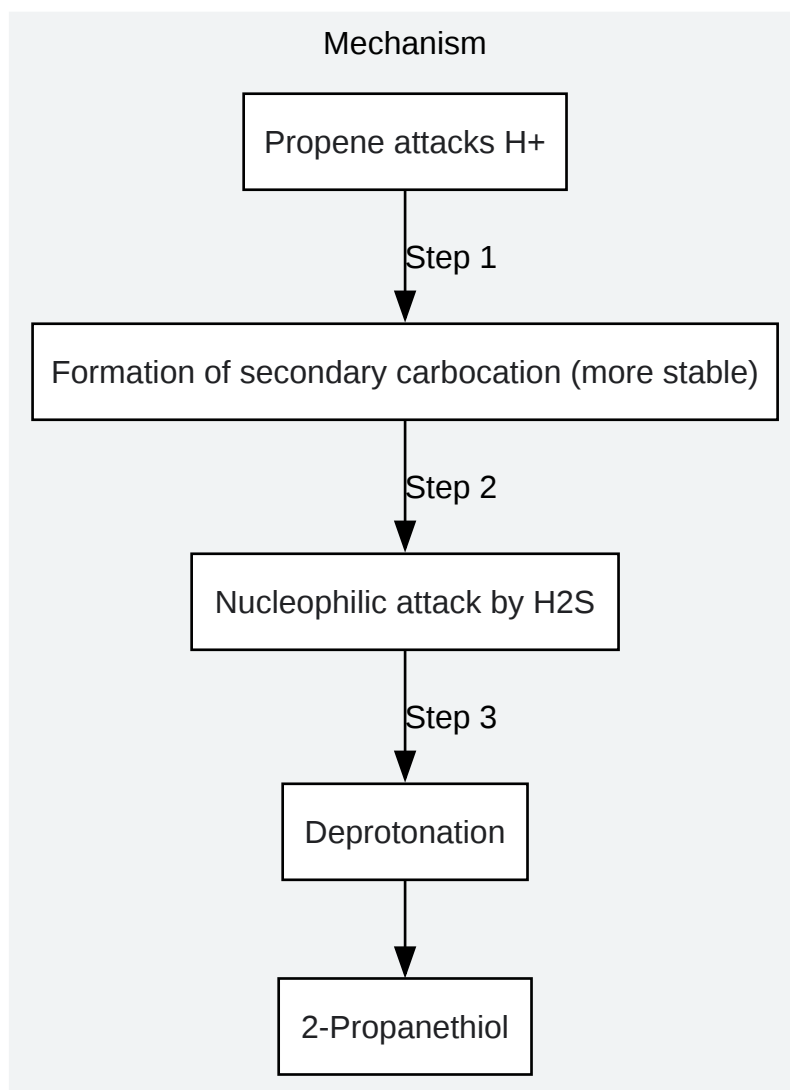 Mechanism
Propene attacks H+
Step 1
Formation of secondary carbocation (more stable)
Step 2
Nucleophilic attack by H2S
Step 3
Deprotonation
2-Propanethiol